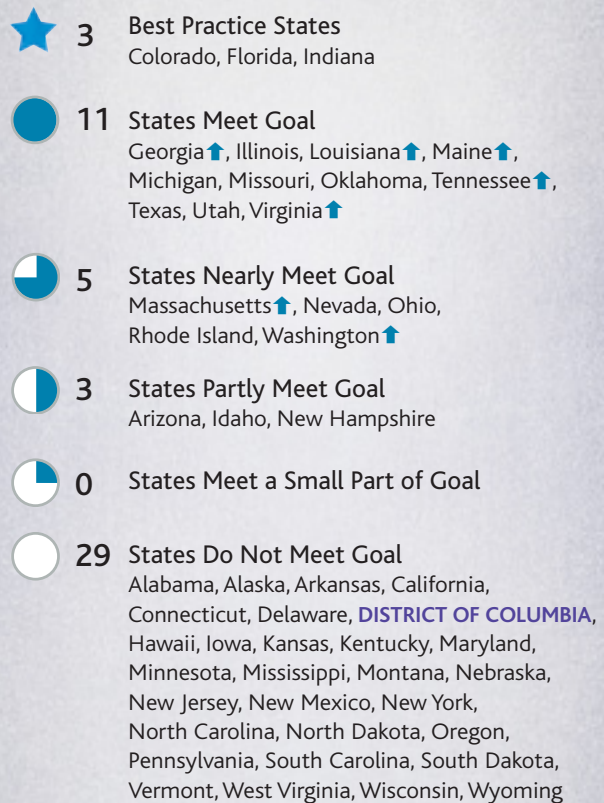 3 Best Practice States
Colorado, Florida, Indiana
11 States Meet Goal
Georgia⬆, Illinois, Louisiana⬆, Maine⬆,
Michigan, Missouri, Oklahoma, Tennessee⬆,
Texas, Utah, Virginia⬆
5 States Nearly Meet Goal
Massachusetts⬆, Nevada, Ohio,
Rhode Island, Washington⬆
3 States Partly Meet Goal
Arizona, Idaho, New Hampshire
0 States Meet a Small Part of Goal
29 States Do Not Meet Goal
Alabama, Alaska, Arkansas, California,
Connecticut, Delaware, DISTRICT OF COLUMBIA,
Hawaii, Iowa, Kansas, Kentucky, Maryland,
Minnesota, Mississippi, Montana, Nebraska,
New Jersey, New Mexico, New York,
North Carolina, North Dakota, Oregon,
Pennsylvania, South Carolina, South Dakota,
Vermont, West Virginia, Wisconsin, Wyoming